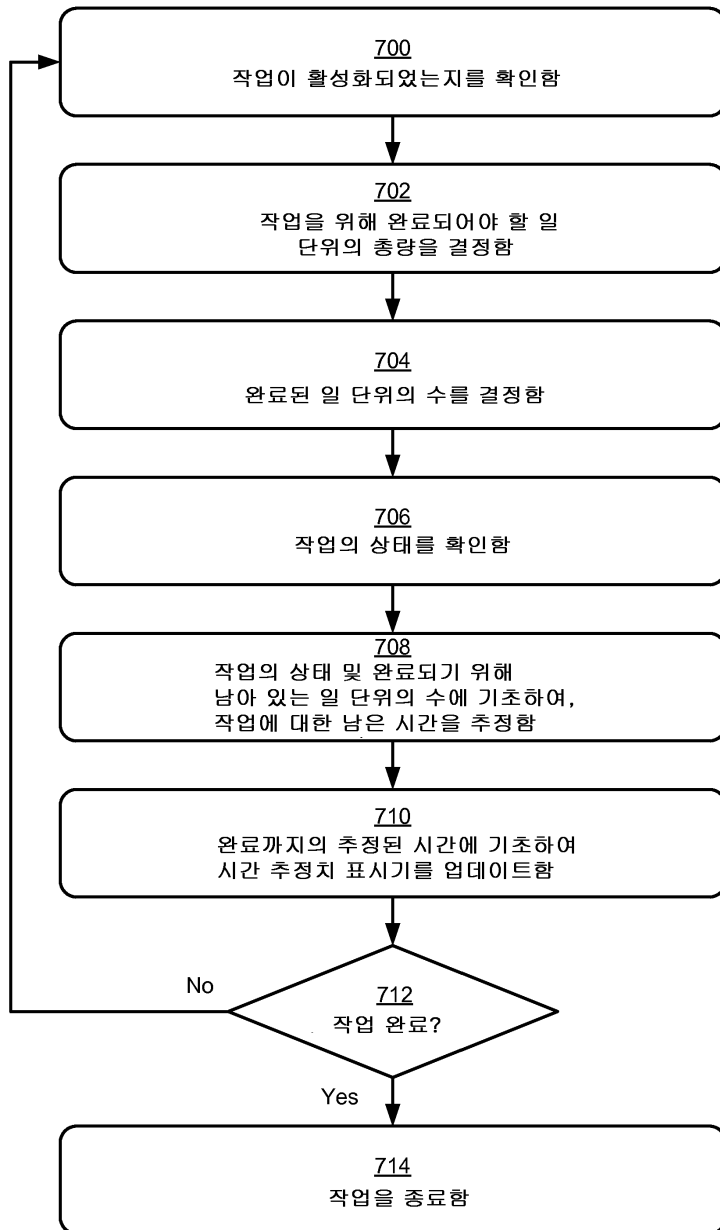 700
작업이 활성화되었는지를 확인함
702
작업을 위해 완료되어야 할 일
단위의 총량을 결정함
704
완료된 일 단위의 수를 결정함
706
작업의 상태를 확인함
708
작업의 상태 및 완료되기 위해
남아 있는 일 단위의 수에 기초하여,
작업에 대한 남은 시간을 추정함
710
완료까지의 추정된 시간에 기초하여
시간 추정치 표시기를 업데이트함
No
712
작업 완료?
Yes
714
작업을 종료함